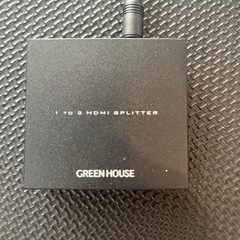 1 TO 2 HDMI SPLITTER
GREEN HOUSE